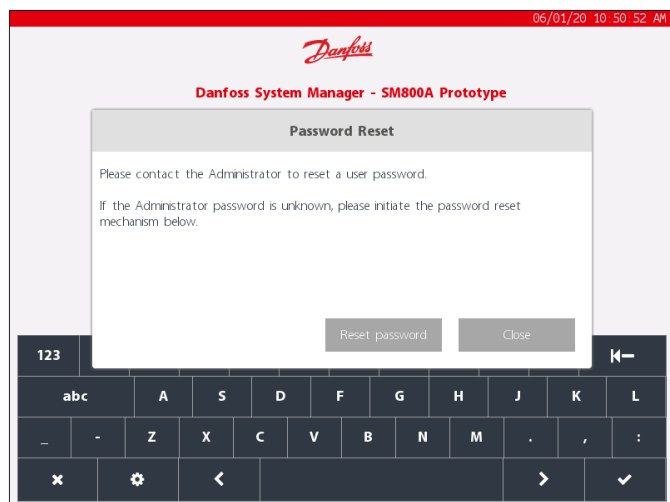 06/01/20 10:50:52 AM
Danfoss
Danfoss System Manager - SM800A Prototype
Password Reset
Please contact the Administrator to reset a user password.
If the Administrator password is unknown, please initiate the password reset
mechanism below.
Reset password Close
123
abc A S D F G H J K L
_ - Z X C V B N M . , :